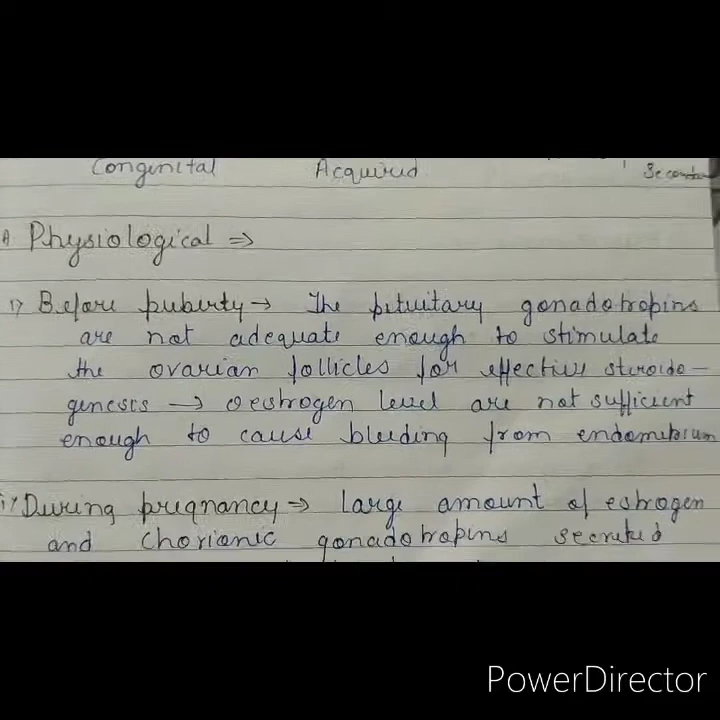 Congenital Acquired
A Physiological ⇒
1) Before puberty → The pituitary gonadotropins
are not adequate enough to stimulate
the ovarian follicles for effective steroido-
genesis → oestrogen level are not sufficient
enough to cause bleeding from endometrium
During pregnancy ⇒ large amount of estrogen
and chorionic gonadotropins secreted
PowerDirector